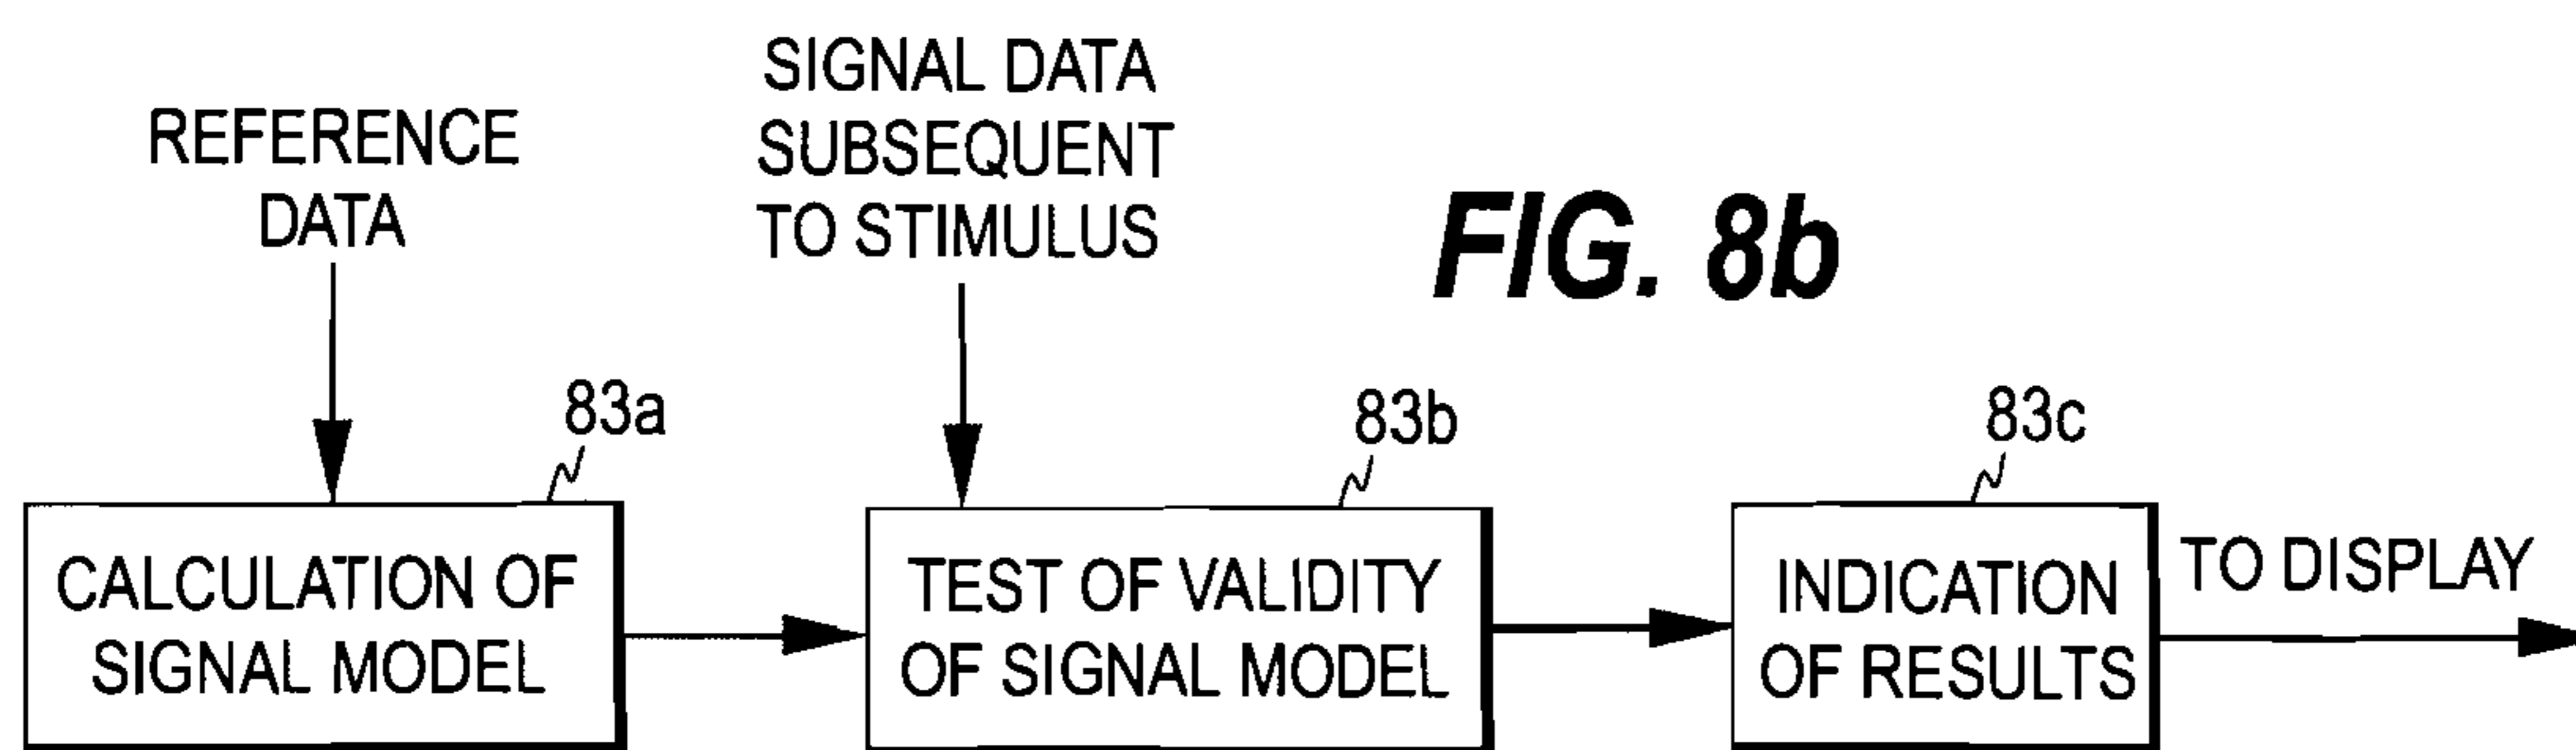 REFERENCE
DATA
SIGNAL DATA
SUBSEQUENT
TO STIMULUS
FIG. 8b
83a
83b
83c
CALCULATION OF
SIGNAL MODEL
TEST OF VALIDITY
OF SIGNAL MODEL
INDICATION
OF RESULTS
TO DISPLAY